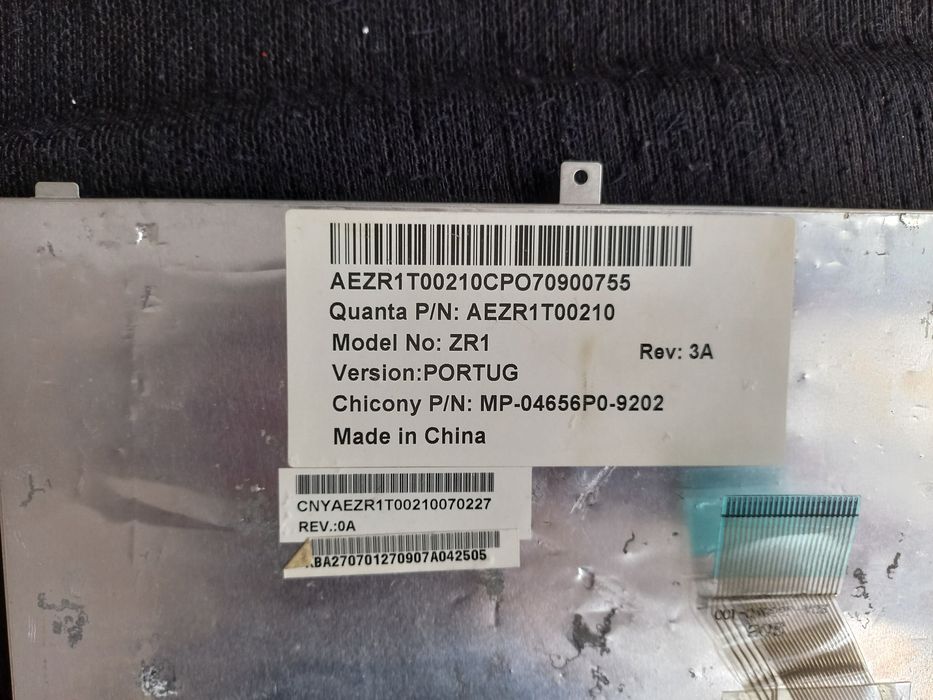 AEZR1T00210CPO70900755
Quanta P/N: AEZR1T00210
Model No: ZR1
Rev: 3A
Version:PORTUG
Chicony P/N: MP-04656P0-9202
Made in China
CNYAEZR1T00210070227
REV.:0A
BA270701270907A042505